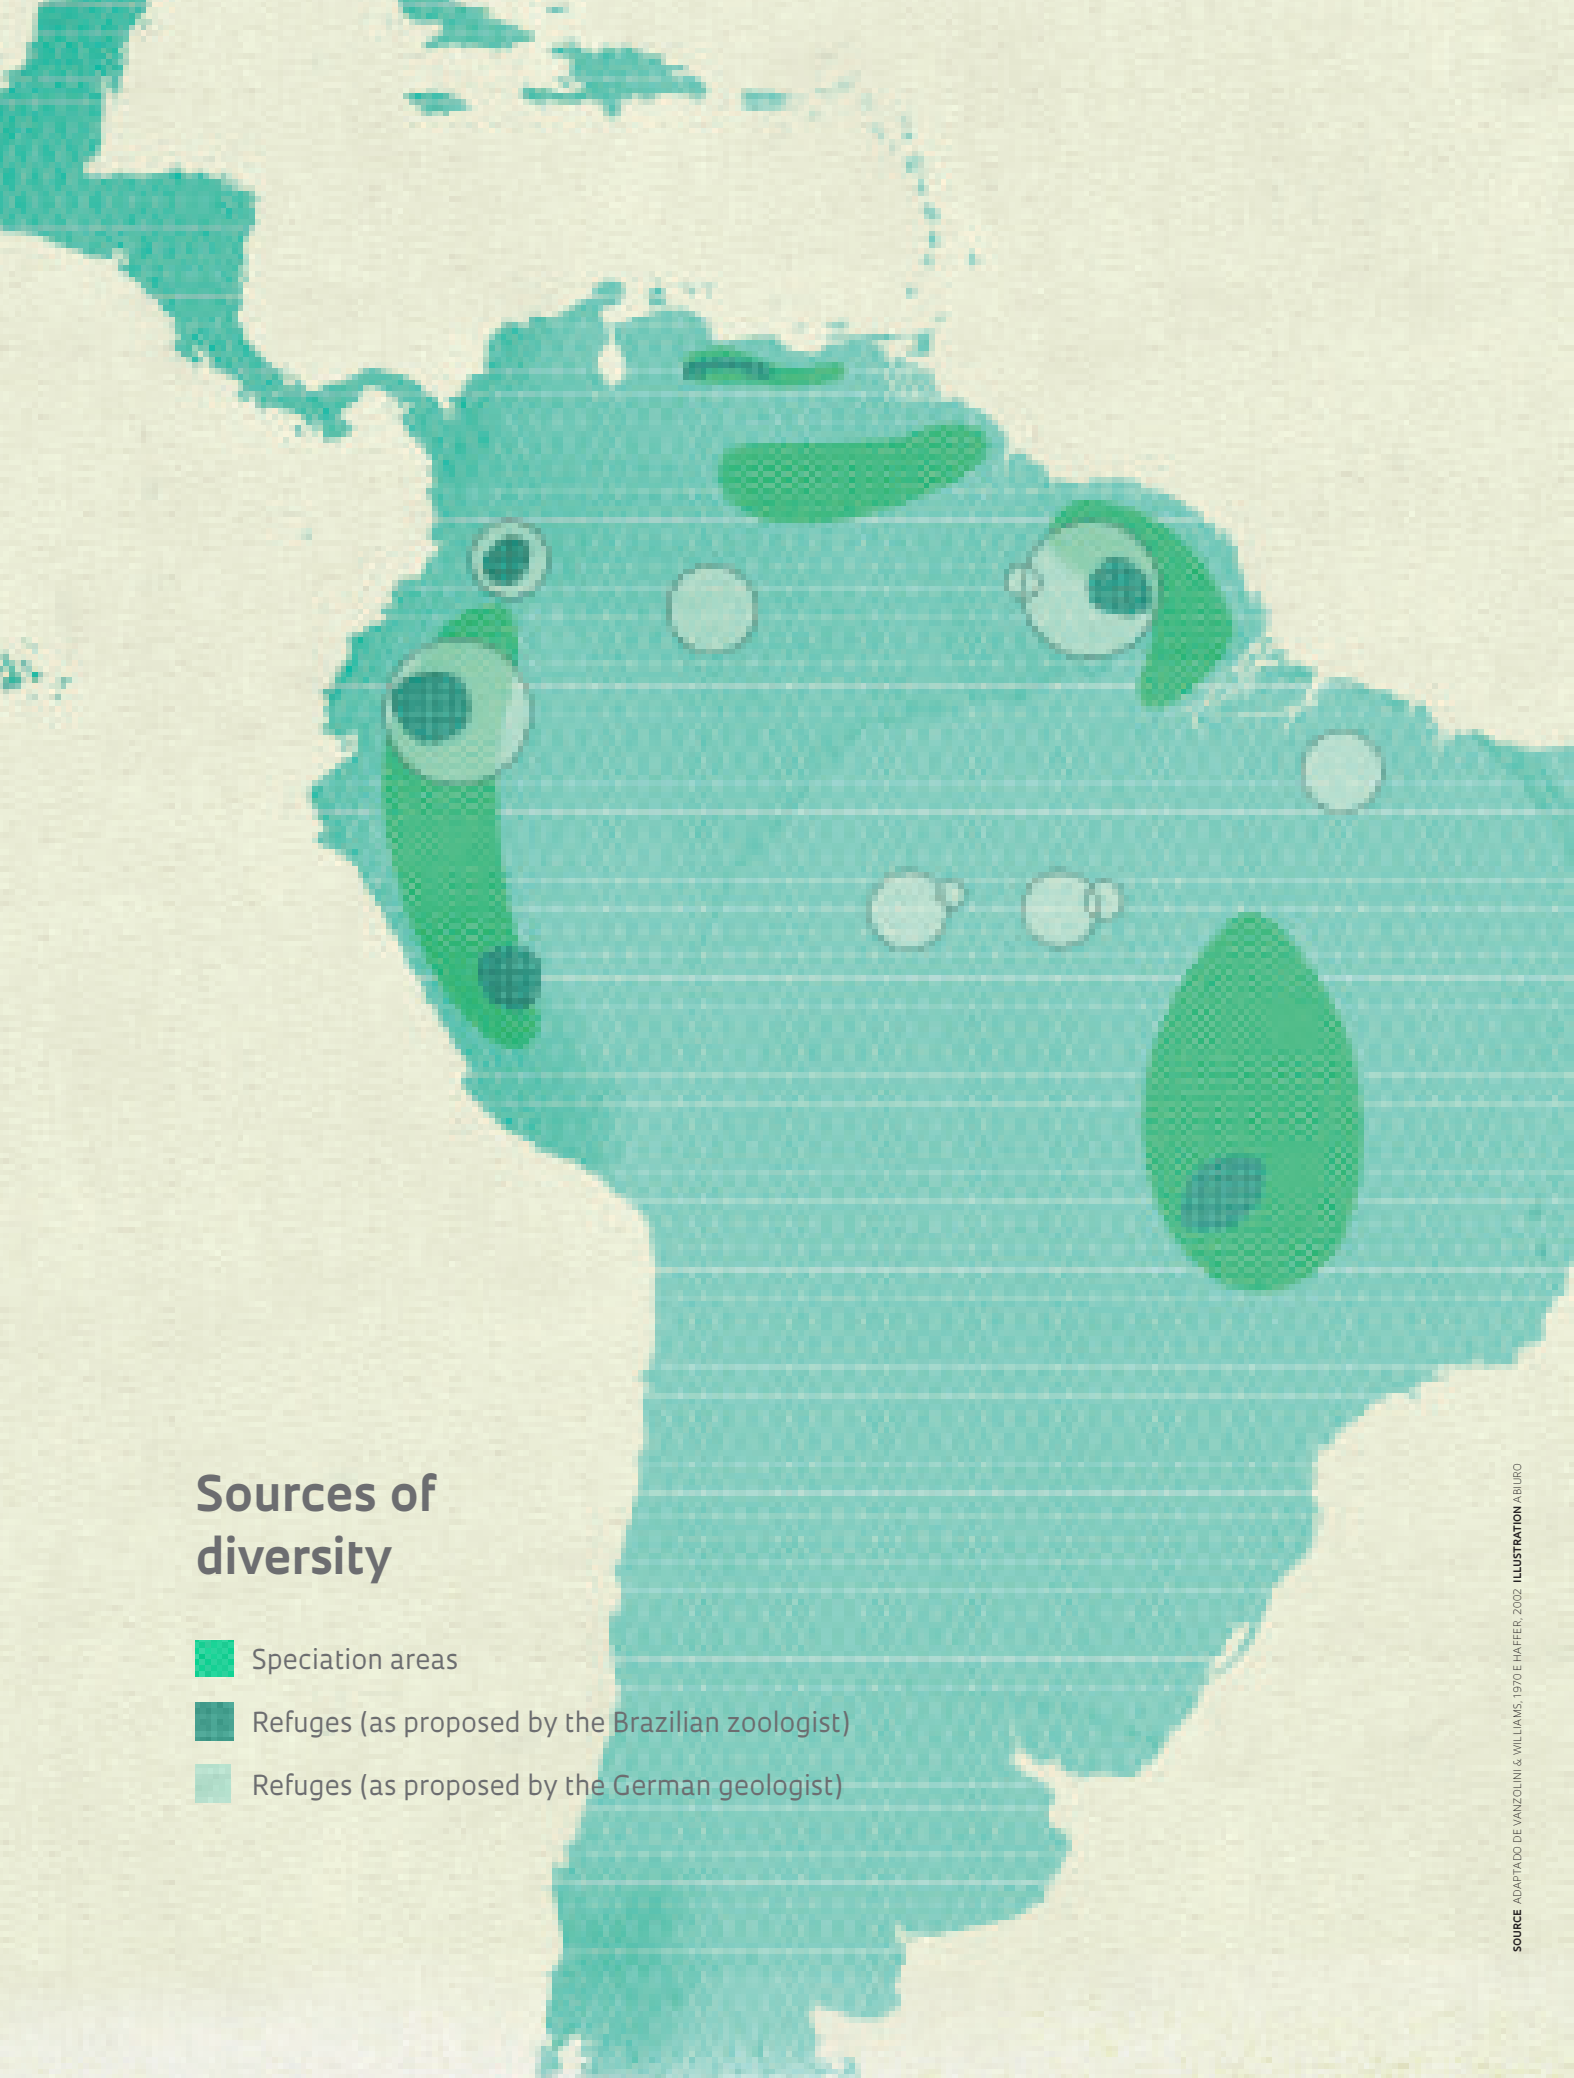 Sources of
diversity
Speciation areas
Refuges (as proposed by the Brazilian zoologist)
Refuges (as proposed by the German geologist)
SOURCE ADAPTADO DE VANZOLINI & WILLIAMS, 1970 E HAFFER, 2002 ILLUSTRATION ABIURO